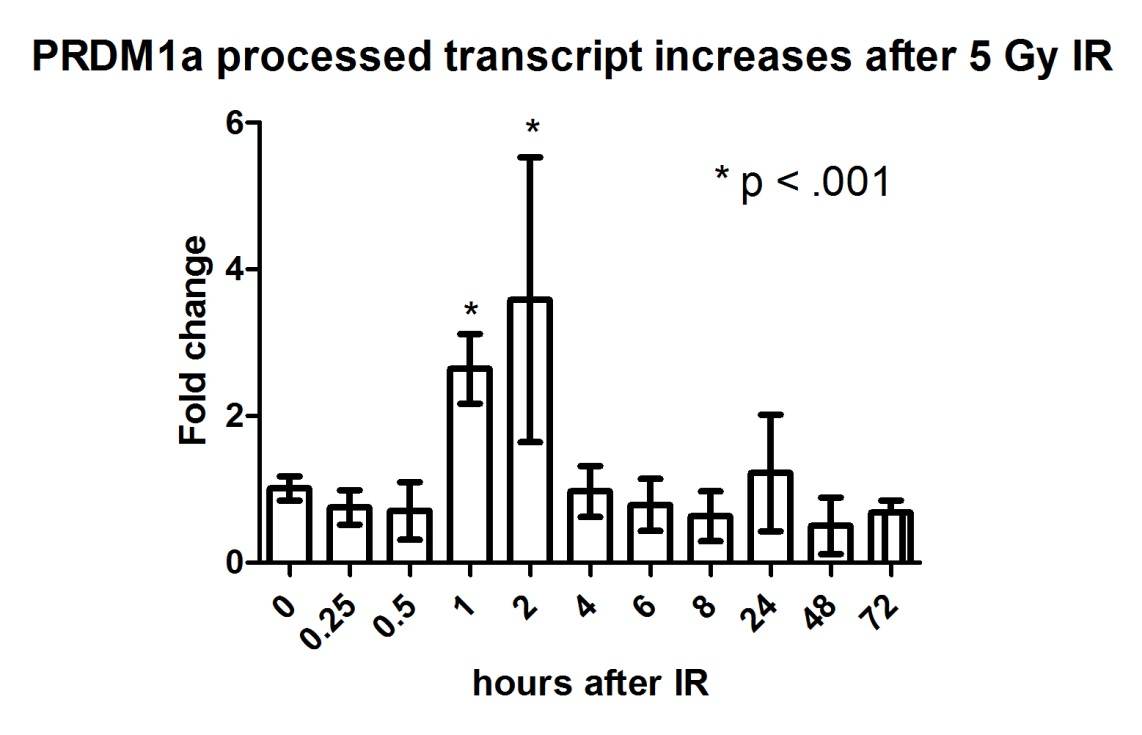 PRDM1a processed transcript increases after 5 Gy IR
6
*
* p < .001
4
*
Fold change
2
0
0 0.25 0.5 1 2 4 6 8 24 48 72
hours after IR